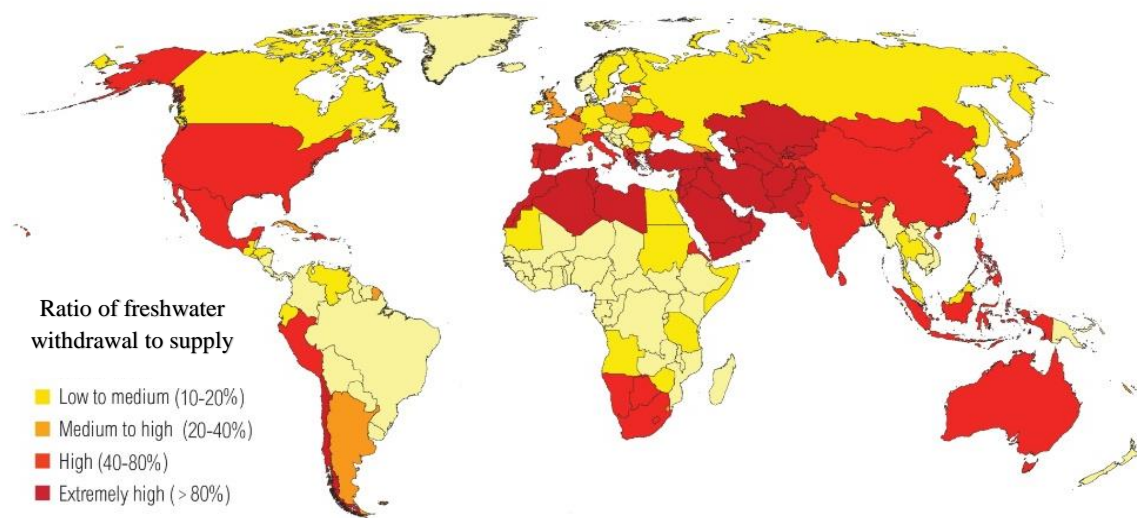 Ratio of freshwater
withdrawal to supply
Low to medium (10-20%)
Medium to high (20-40%)
High (40-80%)
Extremely high (> 80%)